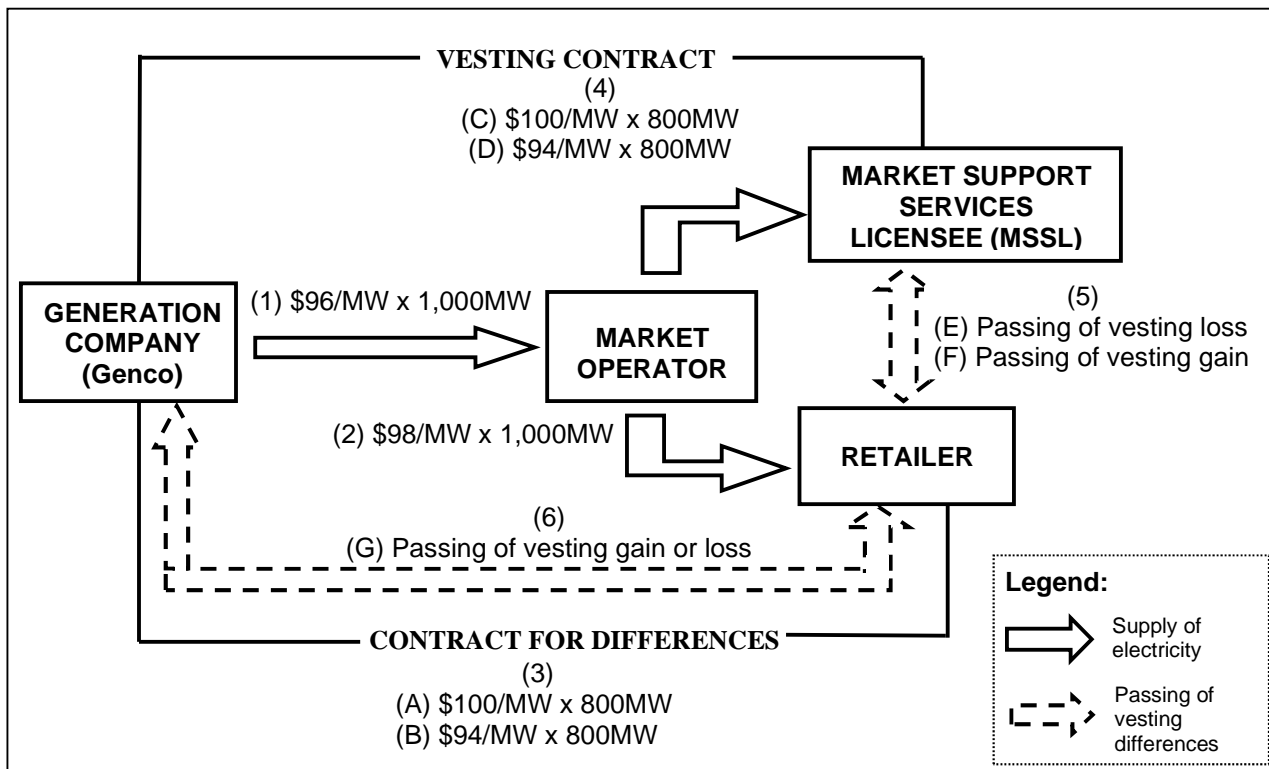 VESTING CONTRACT
(4)
(C) $100/MW x 800MW
(D) $94/MW x 800MW
MARKET SUPPORT
SERVICES
LICENSEE (MSSL)
GENERATION
COMPANY
(Genco)
(1) $96/MW x 1,000MW
MARKET
OPERATOR
(5)
(E) Passing of vesting loss
(F) Passing of vesting gain
(2) $98/MW x 1,000MW
RETAILER
(6)
(G) Passing of vesting gain or loss
CONTRACT FOR DIFFERENCES
(3)
(A) $100/MW x 800MW
(B) $94/MW x 800MW
Legend:
Supply of
electricity
Passing of
vesting
differences